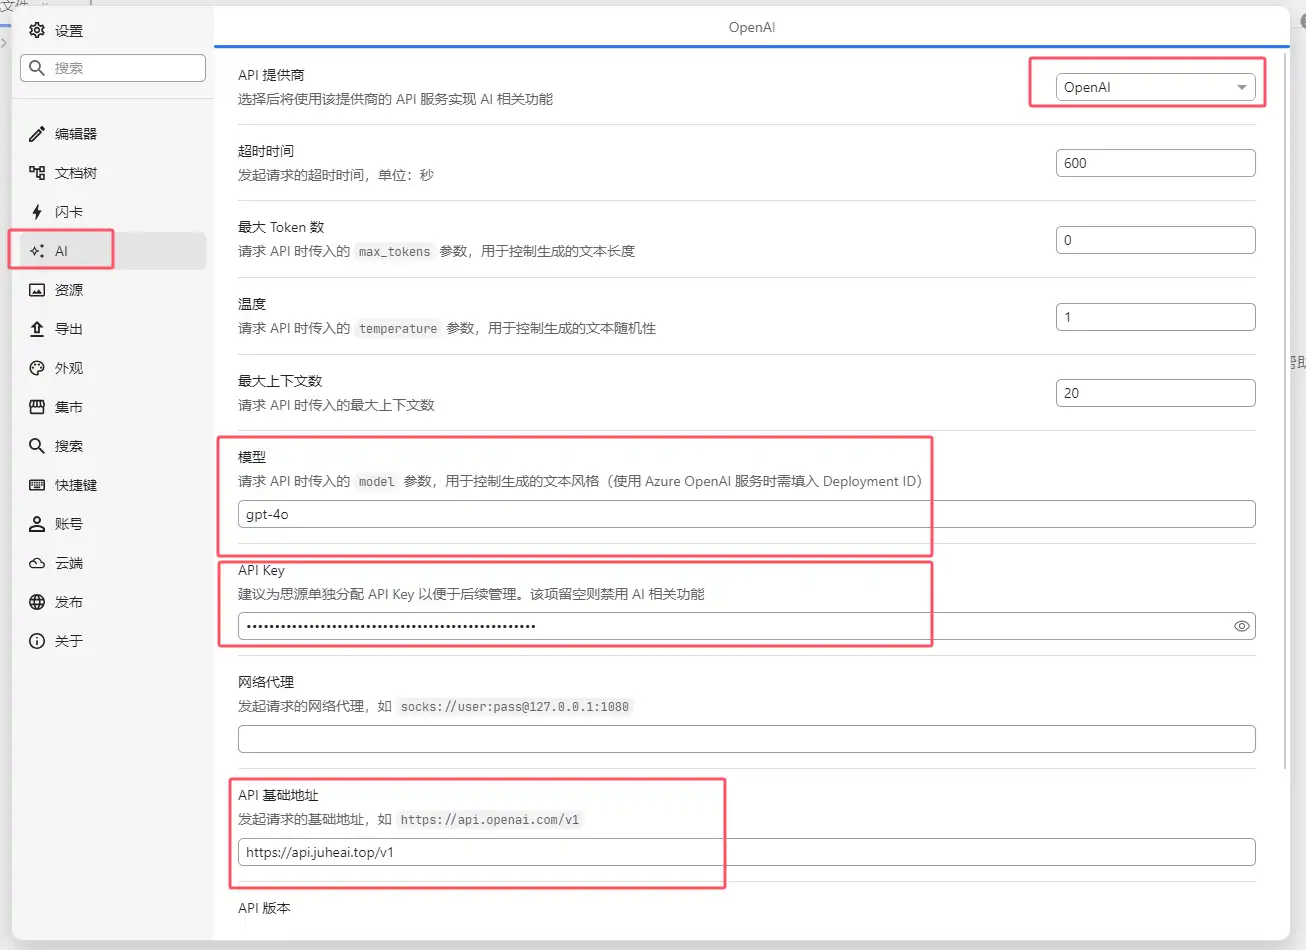 设置
搜索
编辑器
文档树
闪卡
AI
资源
导出
外观
集市
搜索
快捷键
账号
云端
发布
关于
OpenAI
API 提供商
选择后将使用该提供商的 API 服务实现 AI 相关功能
OpenAI
超时时间
发起请求的超时时间，单位：秒
600
最大 Token 数
请求 API 时传入的 max_tokens 参数，用于控制生成的文本长度
0
温度
请求 API 时传入的 temperature 参数，用于控制生成的文本随机性
1
最大上下文数
请求 API 时传入的最大上下文数
20
模型
请求 API 时传入的 model 参数，用于控制生成的文本风格（使用 Azure OpenAI 服务时需填入 Deployment ID）
gpt-4o
API Key
建议为思源单独分配 API Key 以便于后续管理。该项留空则禁用 AI 相关功能
网络代理
发起请求的网络代理，如 socks://user:pass@127.0.0.1:1080
API 基础地址
发起请求的基础地址，如 https://api.openai.com/v1
https://api.juheai.top/v1
API 版本